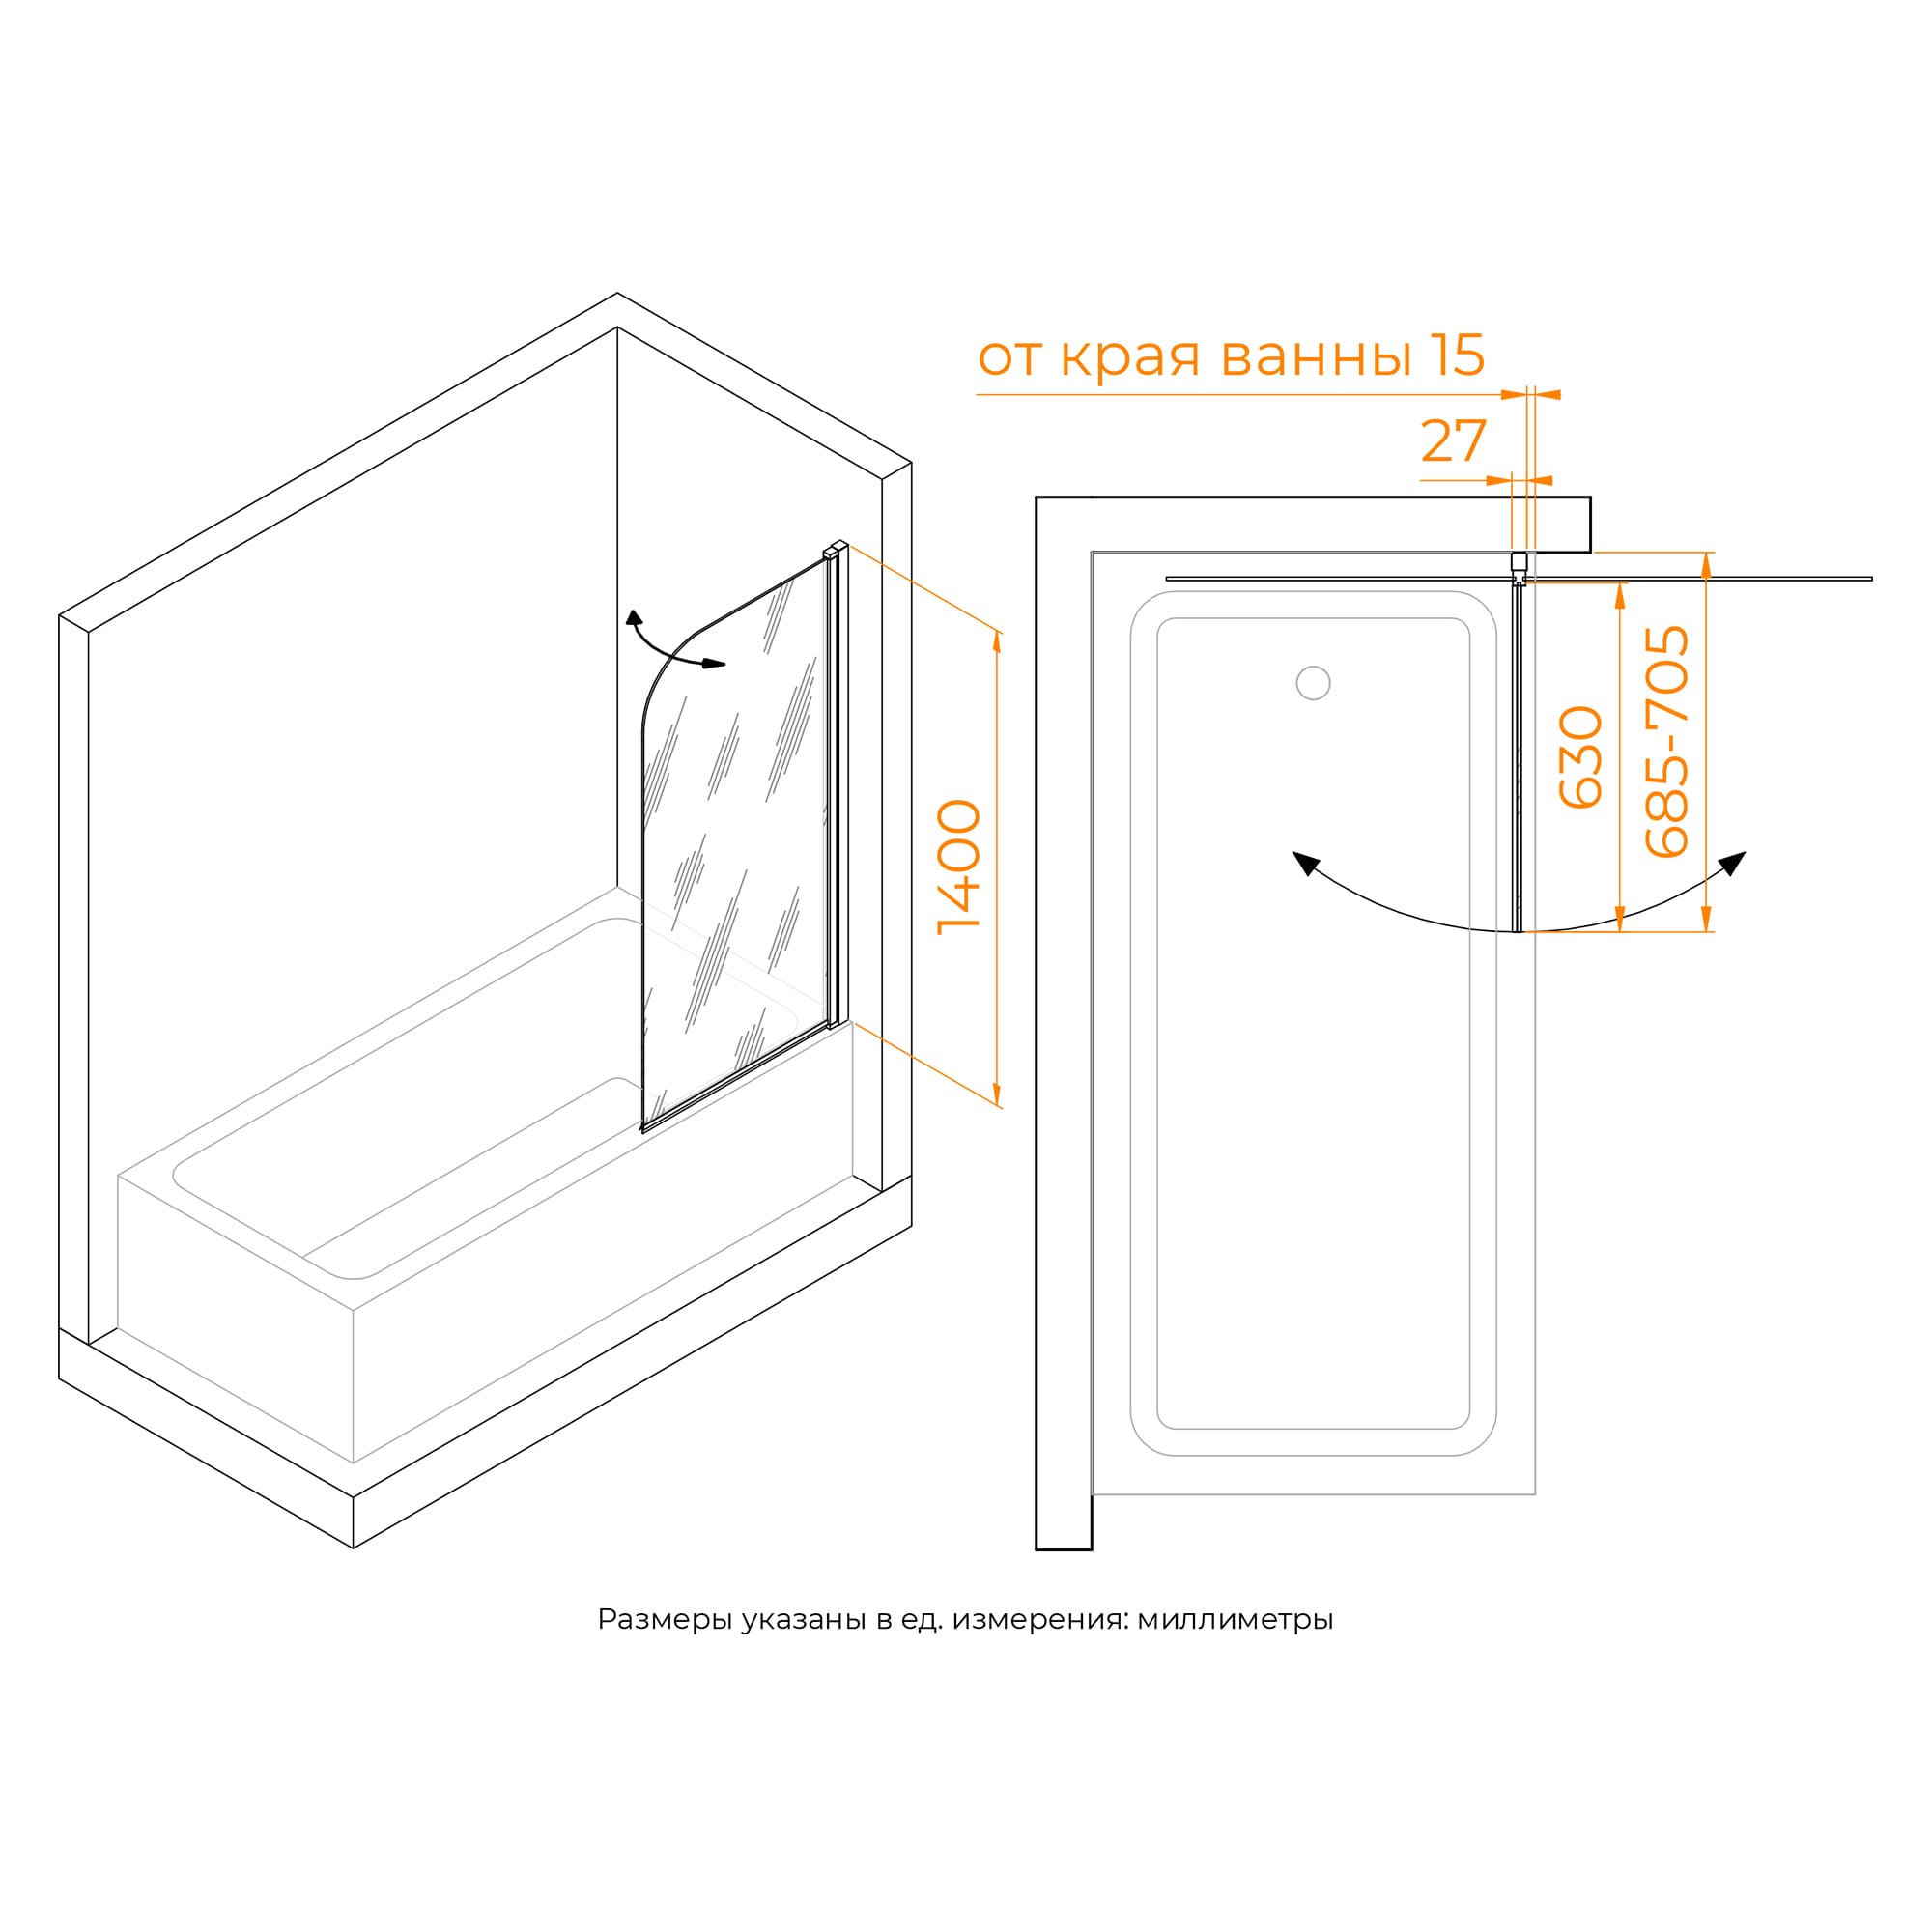 от края ванны 15
27
630
685-705
1400
Размеры указаны в ед. измерения: миллиметры